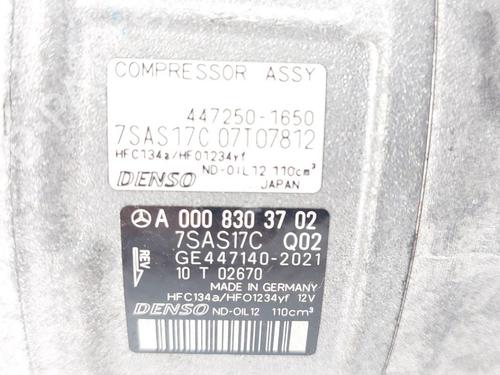 COMPRESSOR ASSY
447250-1650
7SAS17C 07T07812
HFC134a/HFO1234yf
ND-OIL12 110cm³
DENSO JAPAN
A 000 830 37 02
7SAS17C Q02
REV GE447140-2021
10 T 02670
MADE IN GERMANY
HFC134a/HFO1234yf 12V
DENSO ND-OIL12 110cm³